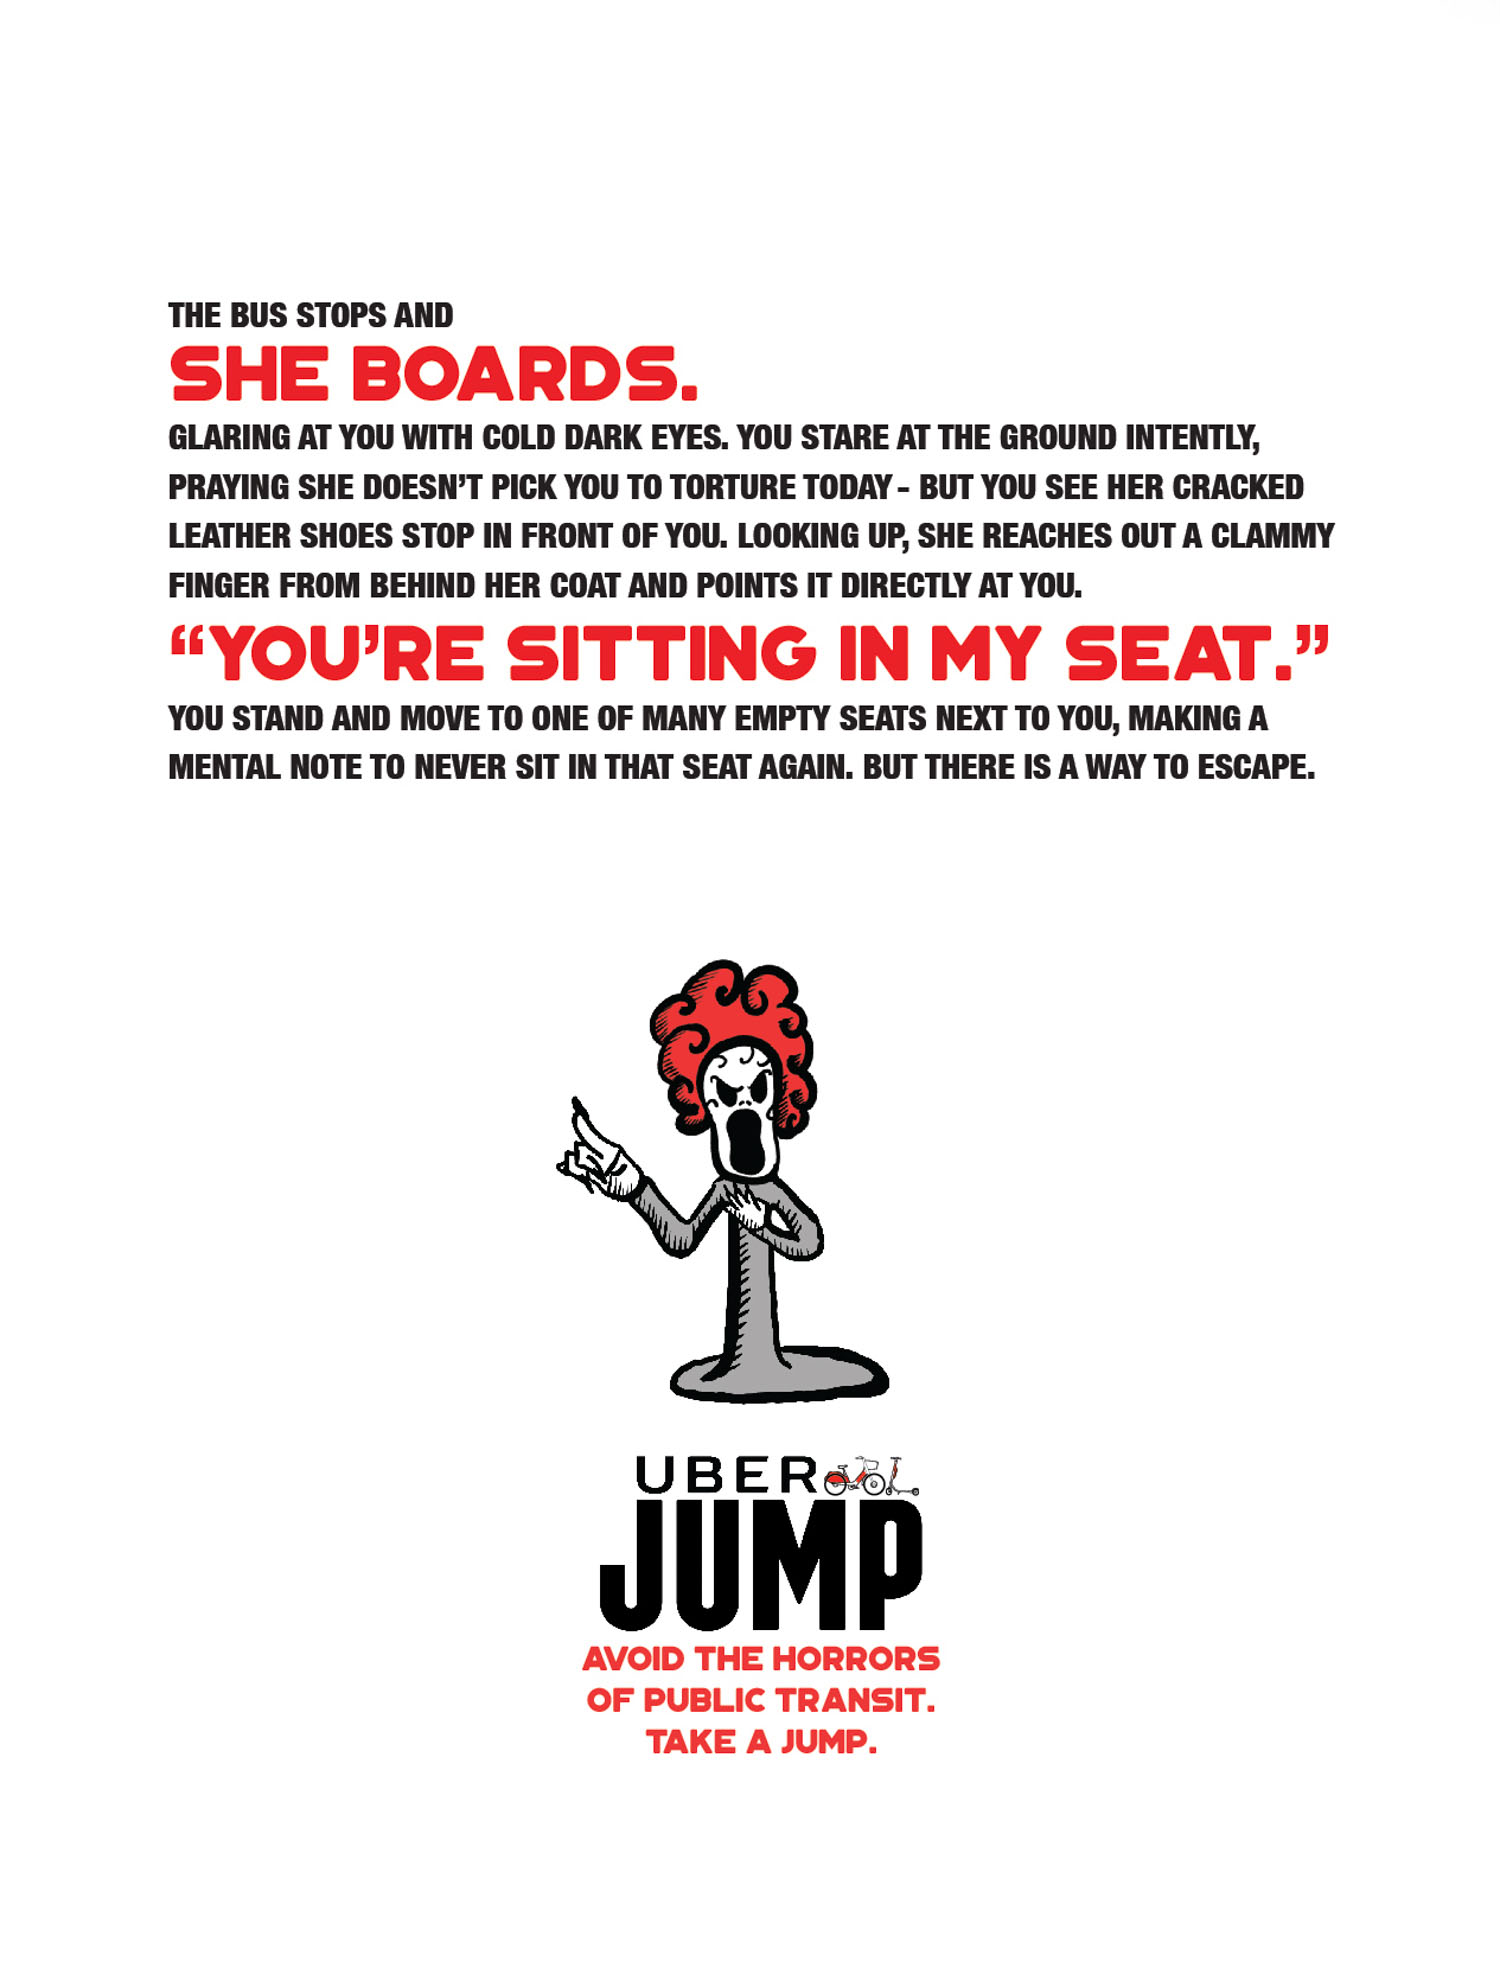 THE BUS STOPS AND
SHE BOARDS.
GLARING AT YOU WITH COLD DARK EYES. YOU STARE AT THE GROUND INTENTLY,
PRAYING SHE DOESN'T PICK YOU TO TORTURE TODAY - BUT YOU SEE HER CRACKED
LEATHER SHOES STOP IN FRONT OF YOU. LOOKING UP, SHE REACHES OUT A CLAMMY
FINGER FROM BEHIND HER COAT AND POINTS IT DIRECTLY AT YOU.
“YOU’RE SITTING IN MY SEAT.”
YOU STAND AND MOVE TO ONE OF MANY EMPTY SEATS NEXT TO YOU, MAKING A
MENTAL NOTE TO NEVER SIT IN THAT SEAT AGAIN. BUT THERE IS A WAY TO ESCAPE.
UBER
JUMP
AVOID THE HORRORS
OF PUBLIC TRANSIT.
TAKE A JUMP.